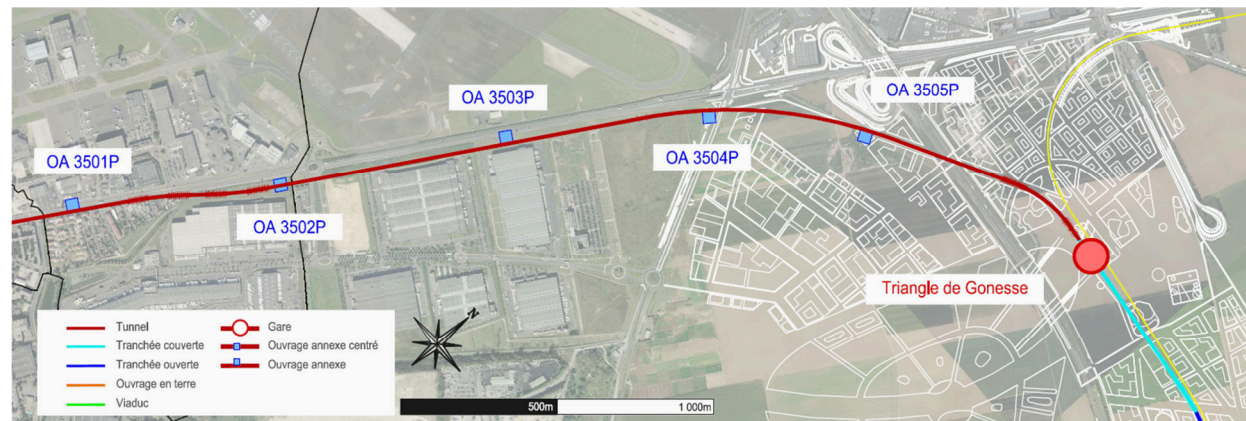 OA 3501P
OA 3502P
OA 3503P
OA 3504P
OA 3505P
Triangle de Gonesse
Tunnel
Tranchée couverte
Tranchée ouverte
Ouvrage en terre
Viaduc
Gare
Ouvrage annexe centré
Ouvrage annexe
N
500m
1 000m